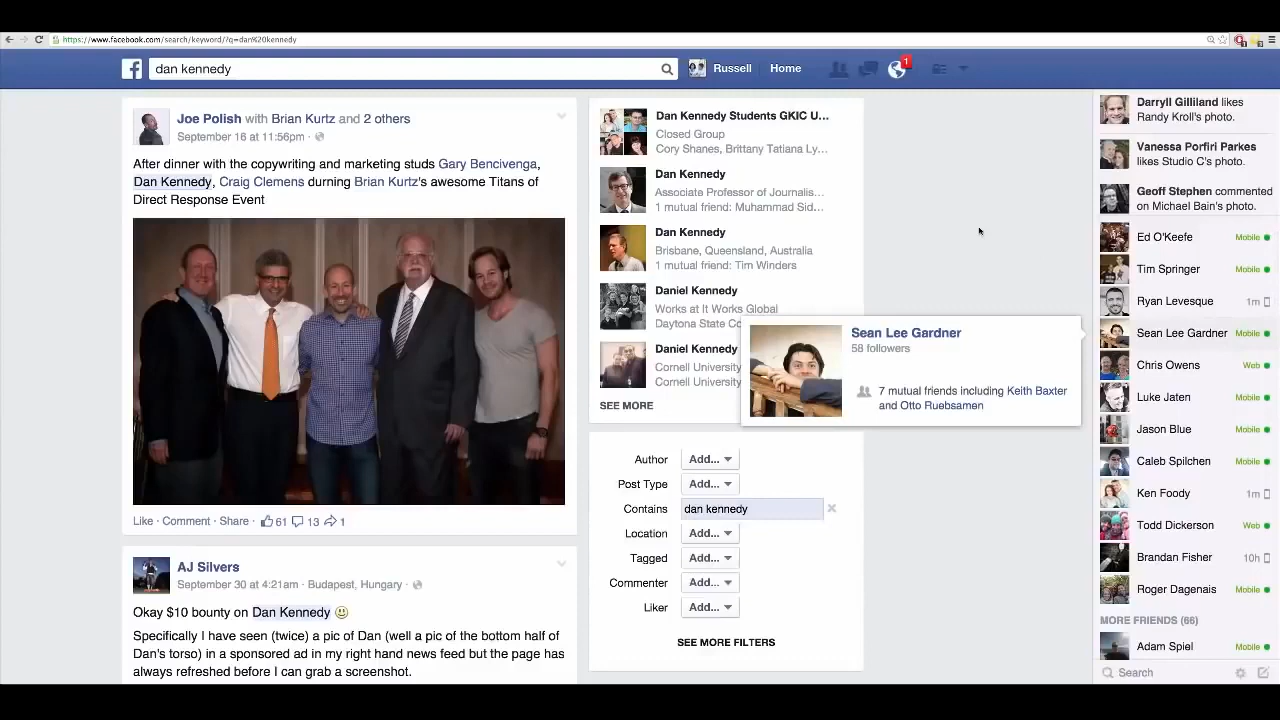 https://www.facebook.com/search/keyword/?q=dan%20kennedy
dan kennedy
Russell
Home
1
Joe Polish with Brian Kurtz and 2 others
September 16 at 11:56pm ·
After dinner with the copywriting and marketing studs Gary Bencivenga,
Dan Kennedy, Craig Clemens durning Brian Kurtz's awesome Titans of
Direct Response Event
Like · Comment · Share · 61 13 1
AJ Silvers
September 30 at 4:21am · Budapest, Hungary ·
Okay $10 bounty on Dan Kennedy
Specifically I have seen (twice) a pic of Dan (well a pic of the bottom half of
Dan's torso) in a sponsored ad in my right hand news feed but the page has
always refreshed before I can grab a screenshot.
Dan Kennedy Students GKIC U...
Closed Group
Cory Shanes, Brittany Tatiana Ly...
Dan Kennedy
Associate Professor of Journalis...
1 mutual friend: Muhammad Sid...
Dan Kennedy
Brisbane, Queensland, Australia
1 mutual friend: Tim Winders
Daniel Kennedy
Works at It Works Global
Daytona State Co
Daniel Kennedy
Cornell University
Cornell University
SEE MORE
Sean Lee Gardner
58 followers
7 mutual friends including Keith Baxter
and Otto Ruebsamen
Author Add...
Post Type Add...
Contains dan kennedy
Location Add...
Tagged Add...
Commenter Add...
Liker Add...
SEE MORE FILTERS
Darryll Gilliland likes
Randy Kroll's photo.
Vanessa Porfiri Parkes
likes Studio C's photo.
Geoff Stephen commented
on Michael Bain's photo.
Ed O'Keefe Mobile
Tim Springer Mobile
Ryan Levesque 1m
Sean Lee Gardner Mobile
Chris Owens Web
Luke Jaten Mobile
Jason Blue Mobile
Caleb Spilchen Mobile
Ken Foody 1m
Todd Dickerson Web
Brandan Fisher 10h
Roger Dagenais Mobile
MORE FRIENDS (66)
Adam Spiel Mobile
Search